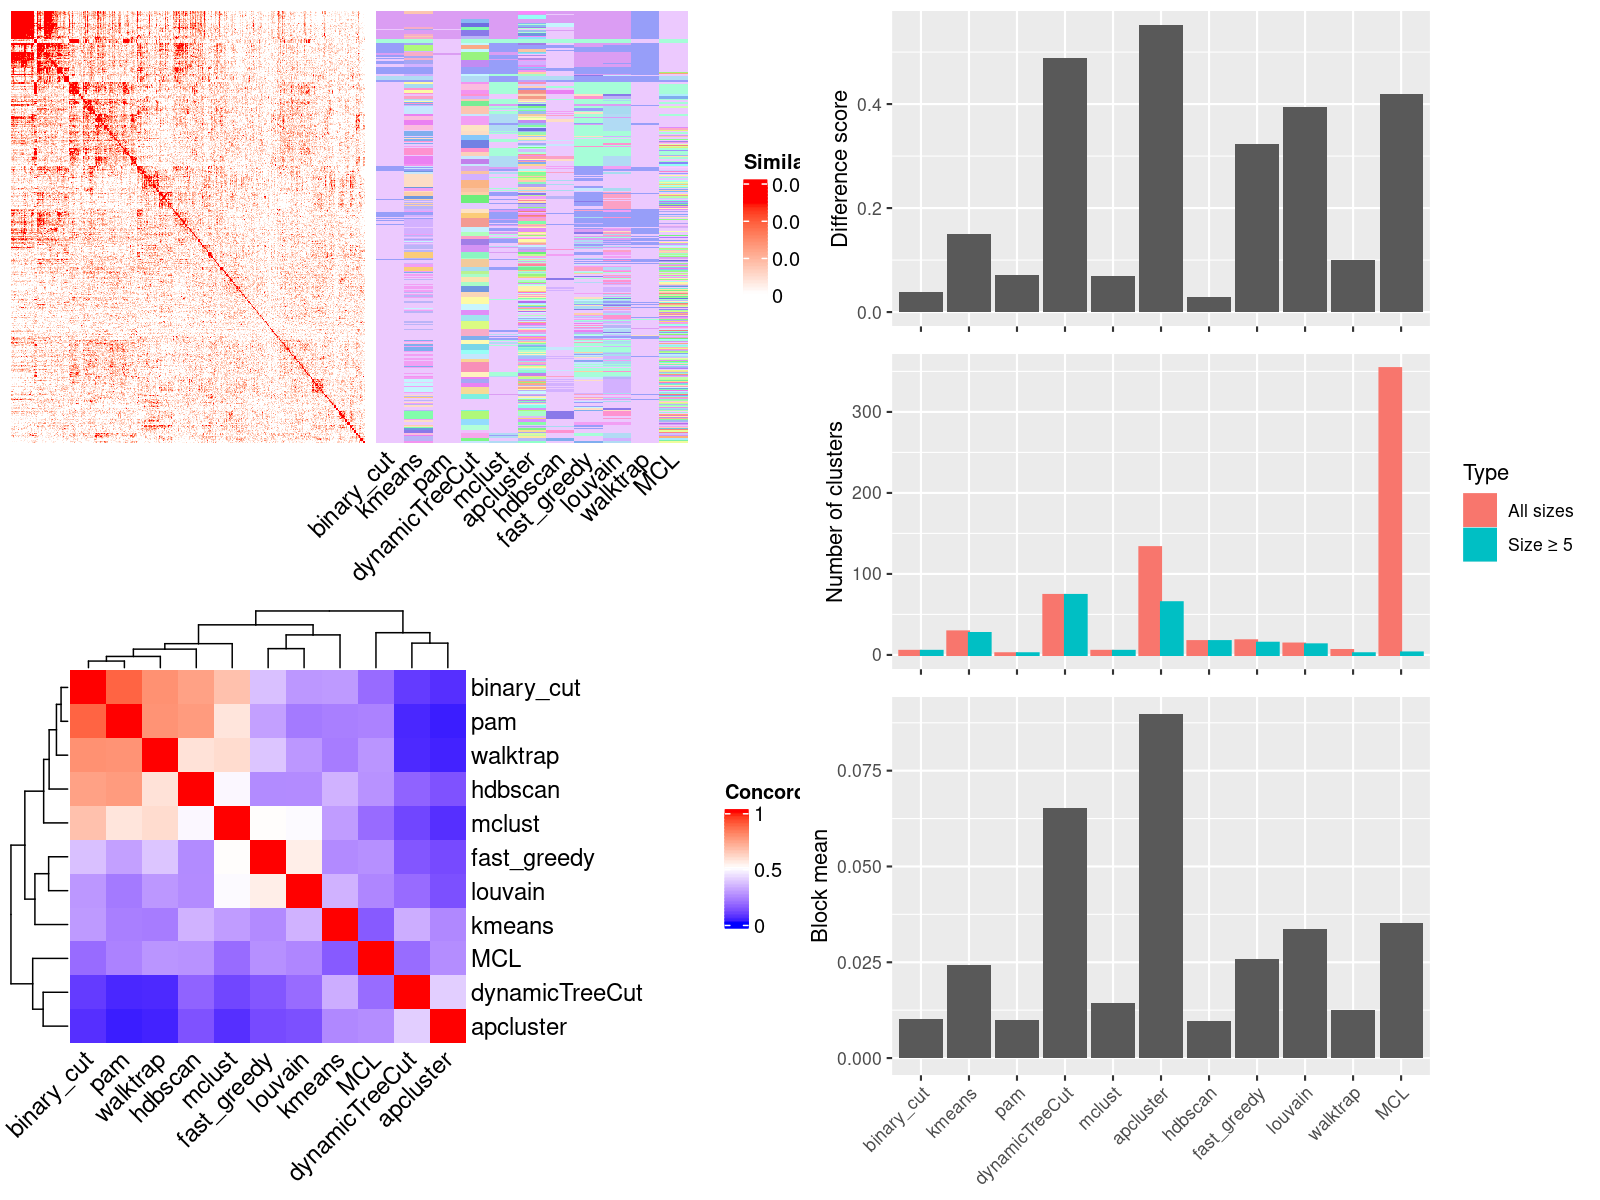 Simila
0.0
0.0
0.0
0
binary_cut
kmeans
pam
dynamicTreeCut
mclust
apcluster
hdbscan
fast_greedy
louvain
walktrap
MCL
binary_cut
pam
walktrap
hdbscan
mclust
fast_greedy
louvain
kmeans
MCL
dynamicTreeCut
apcluster
binary_cut
pam
walktrap
hdbscan
mclust
fast_greedy
louvain
kmeans
MCL
dynamicTreeCut
apcluster
Concord
1
0.5
0
Difference score
0.4
0.2
0.0
Number of clusters
300
200
100
0
Type
All sizes
Size ≥ 5
Block mean
0.075
0.050
0.025
0.000
binary_cut
kmeans
pam
dynamicTreeCut
mclust
apcluster
hdbscan
fast_greedy
louvain
walktrap
MCL